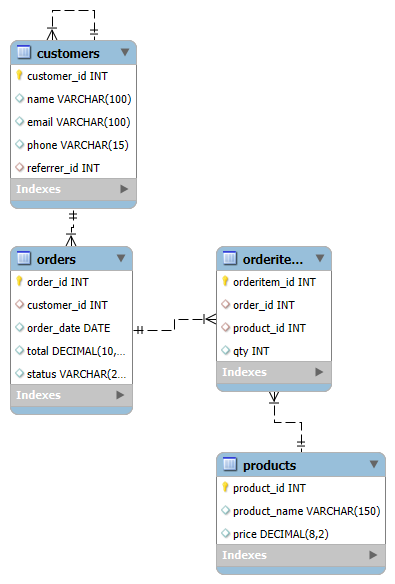 customers
customer_id INT
name VARCHAR(100)
email VARCHAR(100)
phone VARCHAR(15)
referrer_id INT
Indexes
orders
order_id INT
customer_id INT
order_date DATE
total DECIMAL(10,...
status VARCHAR(2...
Indexes
orderite...
orderitem_id INT
order_id INT
product_id INT
qty INT
Indexes
products
product_id INT
product_name VARCHAR(150)
price DECIMAL(8,2)
Indexes